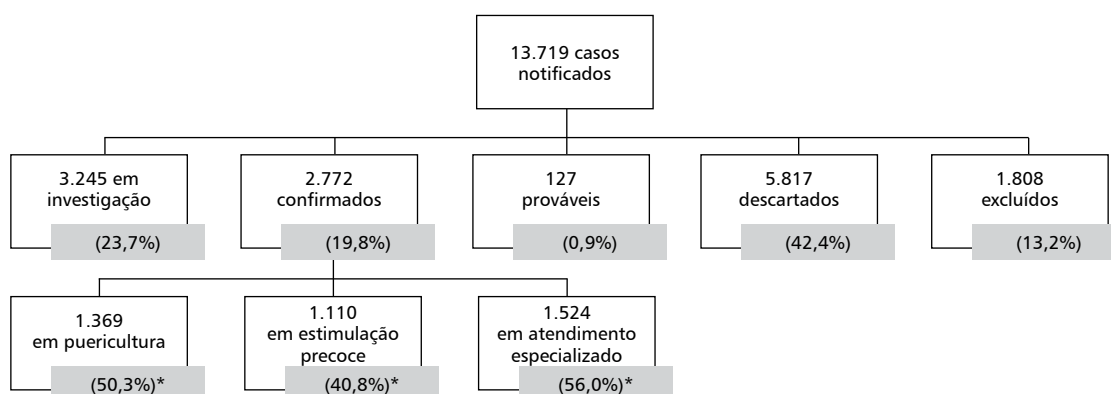 13.719 casos
notificados
3.245 em
investigação
(23,7%)
2.772
confirmados
(19,8%)
127
prováveis
(0,9%)
5.817
descartados
(42,4%)
1.808
excluídos
(13,2%)
1.369
em puericultura
(50,3%)*
1.110
em estimulação
precoce
(40,8%)*
1.524
em atendimento
especializado
(56,0%)*